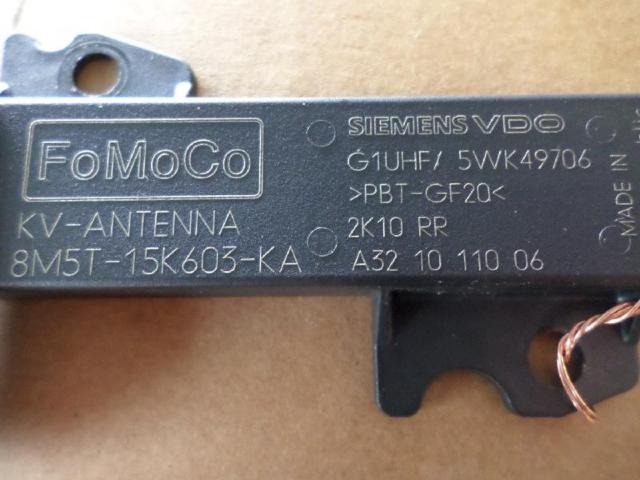 FoMoCo
KV-ANTENNA
8M5T-15K603-KA
SIEMENS VDO
G1UHF/ 5WK49706
>PBT-GF20<
2K10 RR
A32 10 110 06
MADE IN